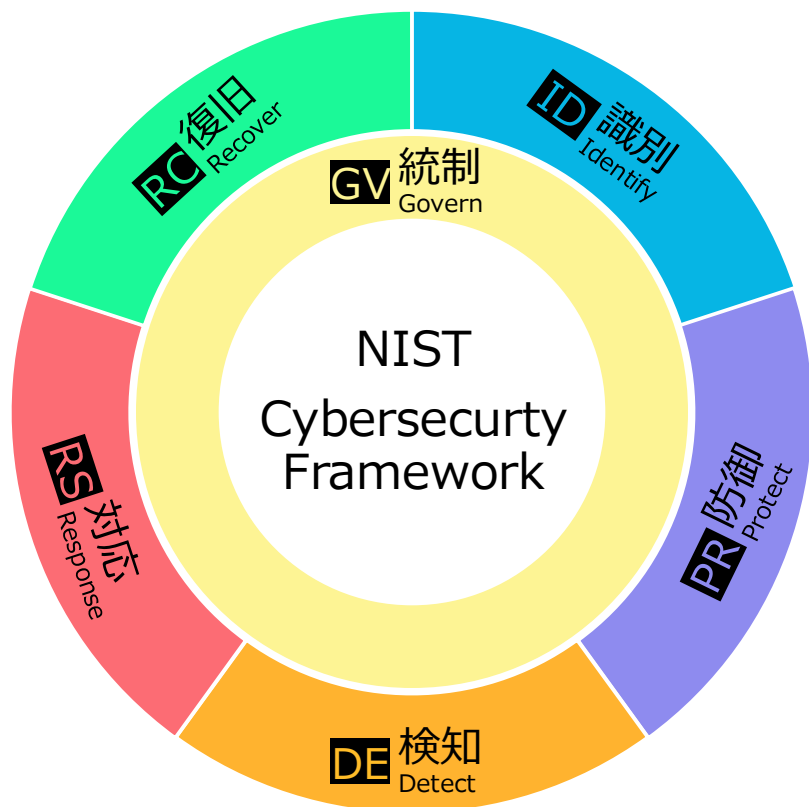 NIST
Cybersecurty
Framework
GV 統制
Govern
ID 識別
Identify
PR 防御
Protect
DE 検知
Detect
RS 対応
Response
RC 復旧
Recover